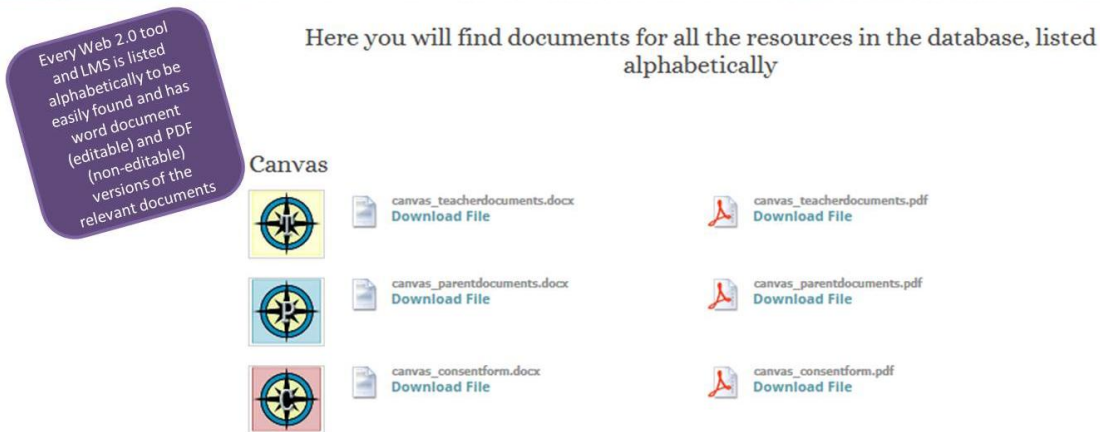 Every Web 2.0 tool
and LMS is listed
alphabetically to be
easily found and has
word document
(editable) and PDF
(non-editable)
versions of the
relevant documents
Here you will find documents for all the resources in the database, listed
alphabetically
Canvas
T
canvas_teacherdocuments.docx
Download File
canvas_teacherdocuments.pdf
Download File
P
canvas_parentdocuments.docx
Download File
canvas_parentdocuments.pdf
Download File
C
canvas_consentform.docx
Download File
canvas_consentform.pdf
Download File